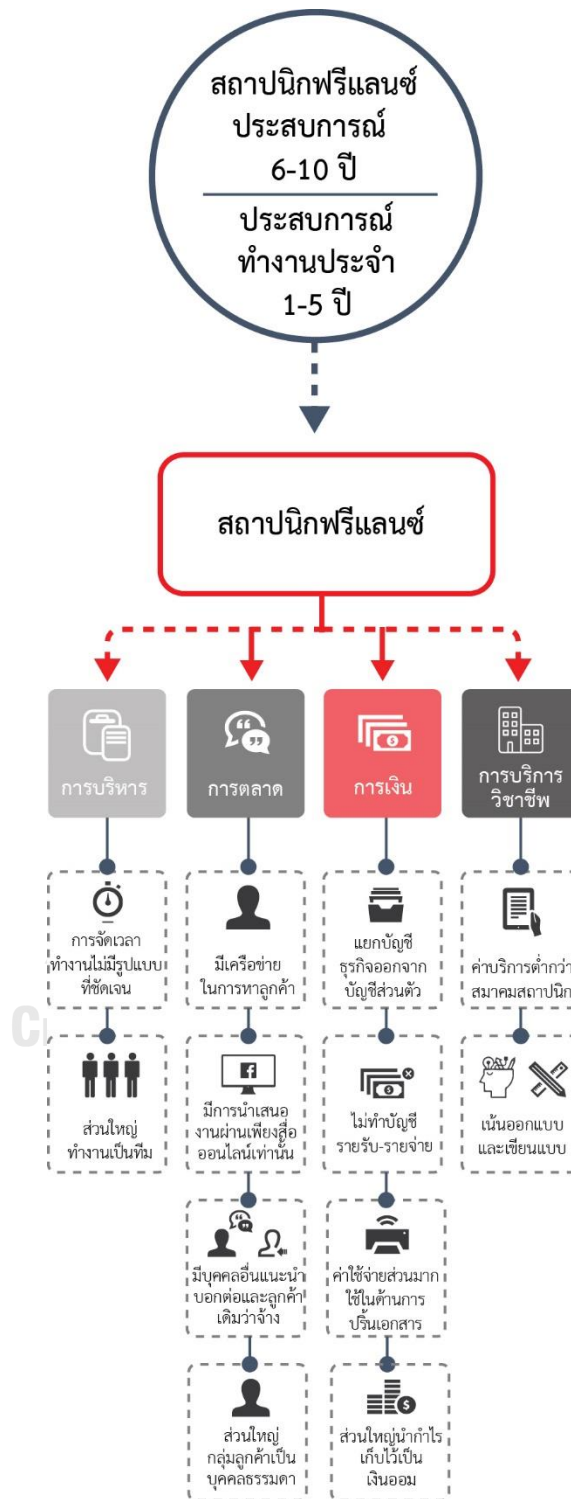 สถาปนิกฟรีแลนซ์
ประสบการณ์
6-10 ปี
ประสบการณ์
ทำงานประจำ
1-5 ปี
สถาปนิกฟรีแลนซ์
การบริหาร
การจัดเวลา
ทำงานไม่มีรูปแบบ
ที่ชัดเจน
ส่วนใหญ่
ทำงานเป็นทีม
การตลาด
มีเครือข่าย
ในการหาลูกค้า
มีการนำเสนอ
งานผ่านเพียงสื่อ
ออนไลน์เท่านั้น
มีบุคคลอื่นแนะนำ
บอกต่อและลูกค้า
เดิมว่าจ้าง
ส่วนใหญ่
กลุ่มลูกค้าเป็น
บุคคลธรรมดา
การเงิน
แยกบัญชี
ธุรกิจออกจาก
บัญชีส่วนตัว
ไม่ทำบัญชี
รายรับ-รายจ่าย
ค่าใช้จ่ายส่วนมาก
ใช้ในด้านการ
ปริ้นเอกสาร
ส่วนใหญ่นำกำไร
เก็บไว้เป็น
เงินออม
การบริการ
วิชาชีพ
ค่าบริการต่ำกว่า
สมาคมสถาปนิก
เน้นออกแบบ
และเขียนแบบ